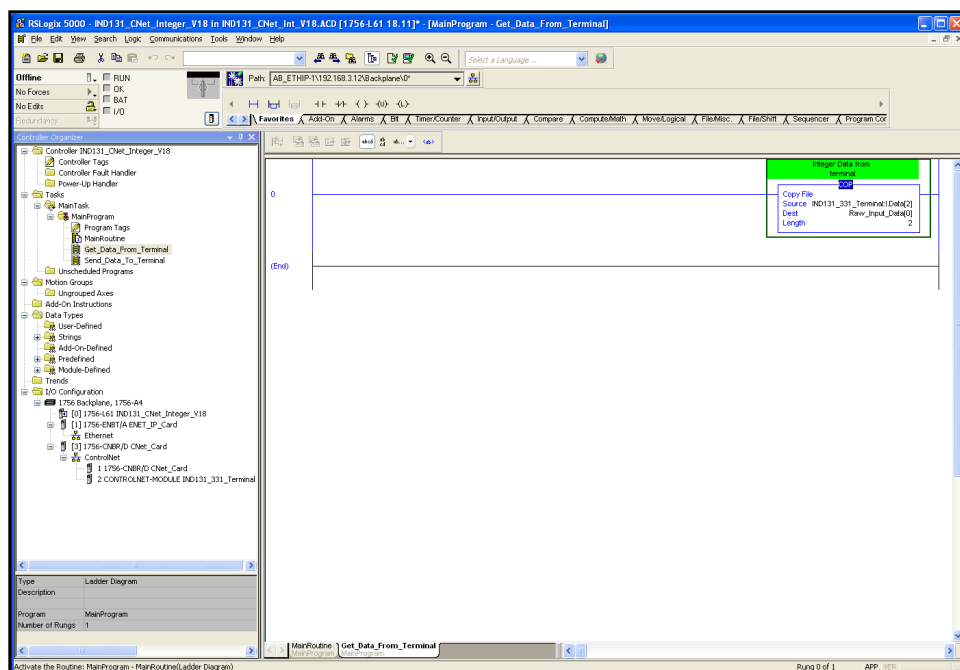 RSLogix 5000 - IND131_CNet_Integer_V18 in IND131_CNet_Int_V18.ACD [1756-L61 18.11]* - [MainProgram - Get_Data_From_Terminal]
File Edit View Search Logic Communications Tools Window Help
Select a Language...
Offline
RUN
No Forces
OK
No Edits
BAT
Redundancy
I/O
Path: AB_ETHIP-1\192.168.3.12\Backplane\0*
Favorites Add-On Alarms Bit Timer/Counter Input/Output Compare Compute/Math Move/Logical File/Misc. File/Shift Sequencer Program Cor
Controller Organizer
Controller IND131_CNet_Integer_V18
Controller Tags
Controller Fault Handler
Power-Up Handler
Tasks
MainTask
MainProgram
Program Tags
MainRoutine
Get_Data_From_Terminal
Send_Data_To_Terminal
Unscheduled Programs
Motion Groups
Ungrouped Axes
Add-On Instructions
Data Types
User-Defined
Strings
Add-On-Defined
Predefined
Module-Defined
Trends
I/O Configuration
1756 Backplane, 1756-A4
[0] 1756-L61 IND131_CNet_Integer_V18
[1] 1756-ENBT/A ENET_IP_Card
Ethernet
[3] 1756-CNBR/D CNet_Card
ControlNet
1 1756-CNBR/D CNet_Card
2 CONTROLNET-MODULE IND131_331_Terminal
Type Ladder Diagram
Description
Program MainProgram
Number of Rungs 1
0
(End)
Integer Data from
terminal
COP
Copy File
Source IND131_331_Terminal:I.Data[2]
Dest Raw_Input_Data[0]
Length 2
MainRoutine Get_Data_From_Terminal
MainProgram MainProgram
Activate the Routine: MainProgram - MainRoutine(Ladder Diagram)
Rung 0 of 1 APP VER